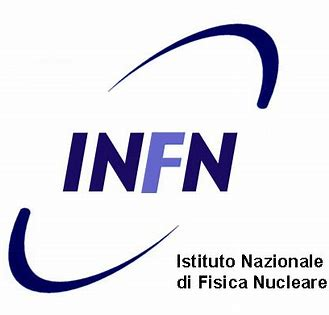 INFN
Istituto Nazionale
di Fisica Nucleare